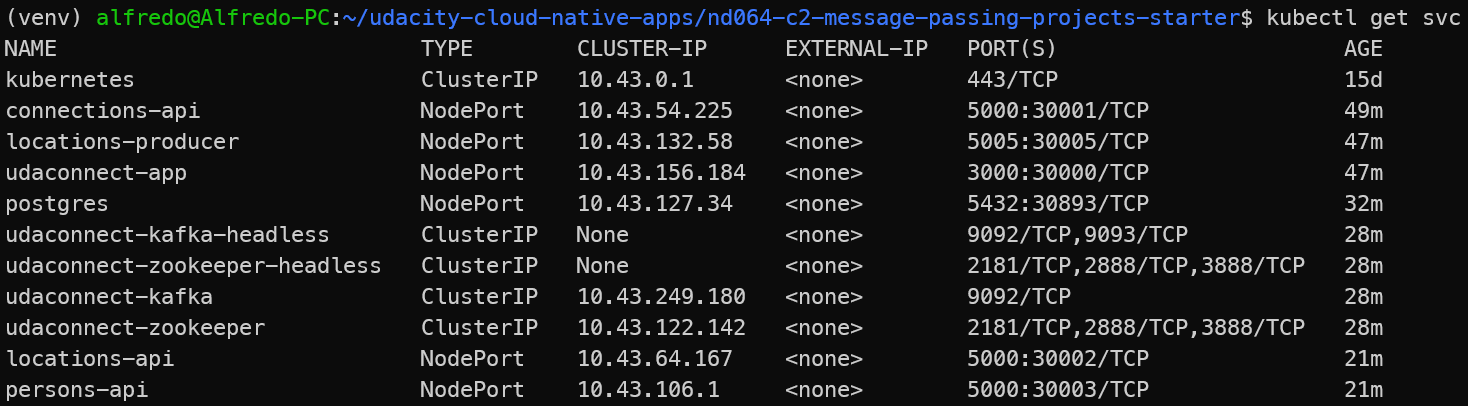 (venv) alfredo@Alfredo-PC:~/udacity-cloud-native-apps/nd064-c2-message-passing-projects-starter$ kubectl get svc
NAME TYPE CLUSTER-IP EXTERNAL-IP PORT(S) AGE
kubernetes ClusterIP 10.43.0.1 <none> 443/TCP 15d
connections-api NodePort 10.43.54.225 <none> 5000:30001/TCP 49m
locations-producer NodePort 10.43.132.58 <none> 5005:30005/TCP 47m
udaconnect-app NodePort 10.43.156.184 <none> 3000:30000/TCP 47m
postgres NodePort 10.43.127.34 <none> 5432:30893/TCP 32m
udaconnect-kafka-headless ClusterIP None <none> 9092/TCP,9093/TCP 28m
udaconnect-zookeeper-headless ClusterIP None <none> 2181/TCP,2888/TCP,3888/TCP 28m
udaconnect-kafka ClusterIP 10.43.249.180 <none> 9092/TCP 28m
udaconnect-zookeeper ClusterIP 10.43.122.142 <none> 2181/TCP,2888/TCP,3888/TCP 28m
locations-api NodePort 10.43.64.167 <none> 5000:30002/TCP 21m
persons-api NodePort 10.43.106.1 <none> 5000:30003/TCP 21m